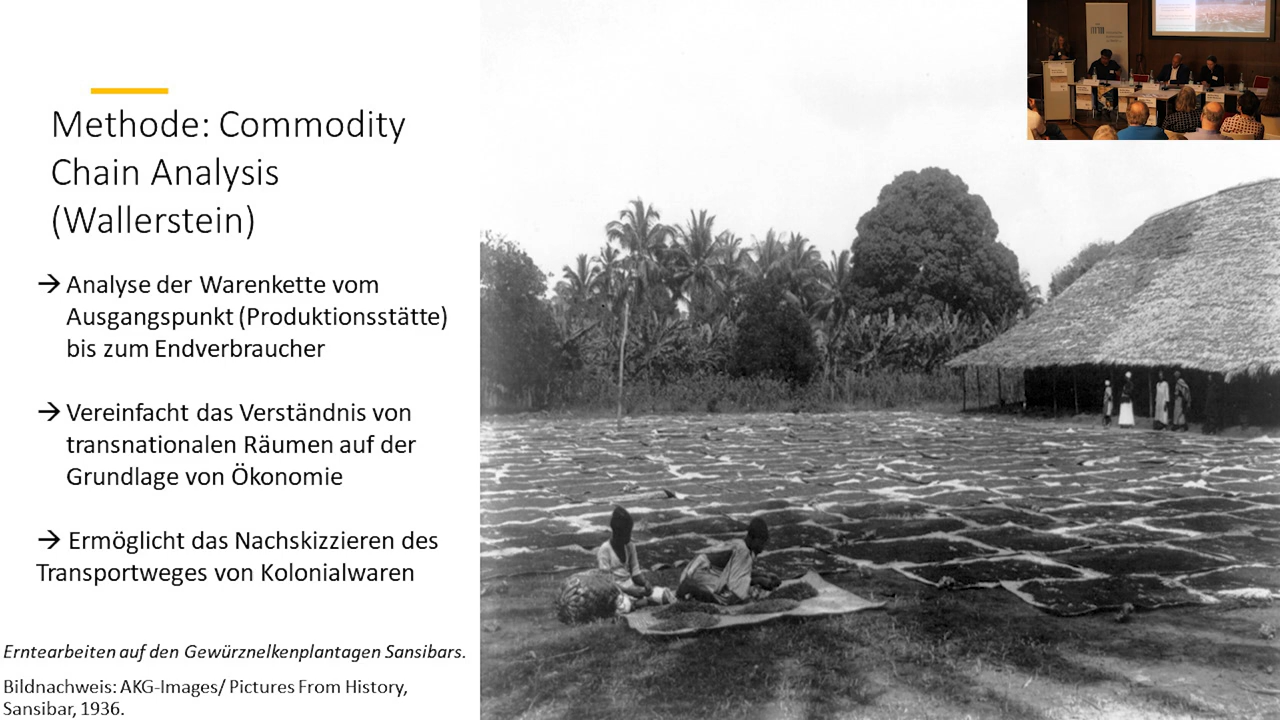 Methode: Commodity
Chain Analysis
(Wallerstein)
→ Analyse der Warenkette vom
Ausgangspunkt (Produktionsstätte)
bis zum Endverbraucher
→ Vereinfacht das Verständnis von
transnationalen Räumen auf der
Grundlage von Ökonomie
→ Ermöglicht das Nachskizzieren des
Transportweges von Kolonialwaren
Erntearbeiten auf den Gewürznelkenplantagen Sansibars.
Bildnachweis: AKG-Images/ Pictures From History,
Sansibar, 1936.